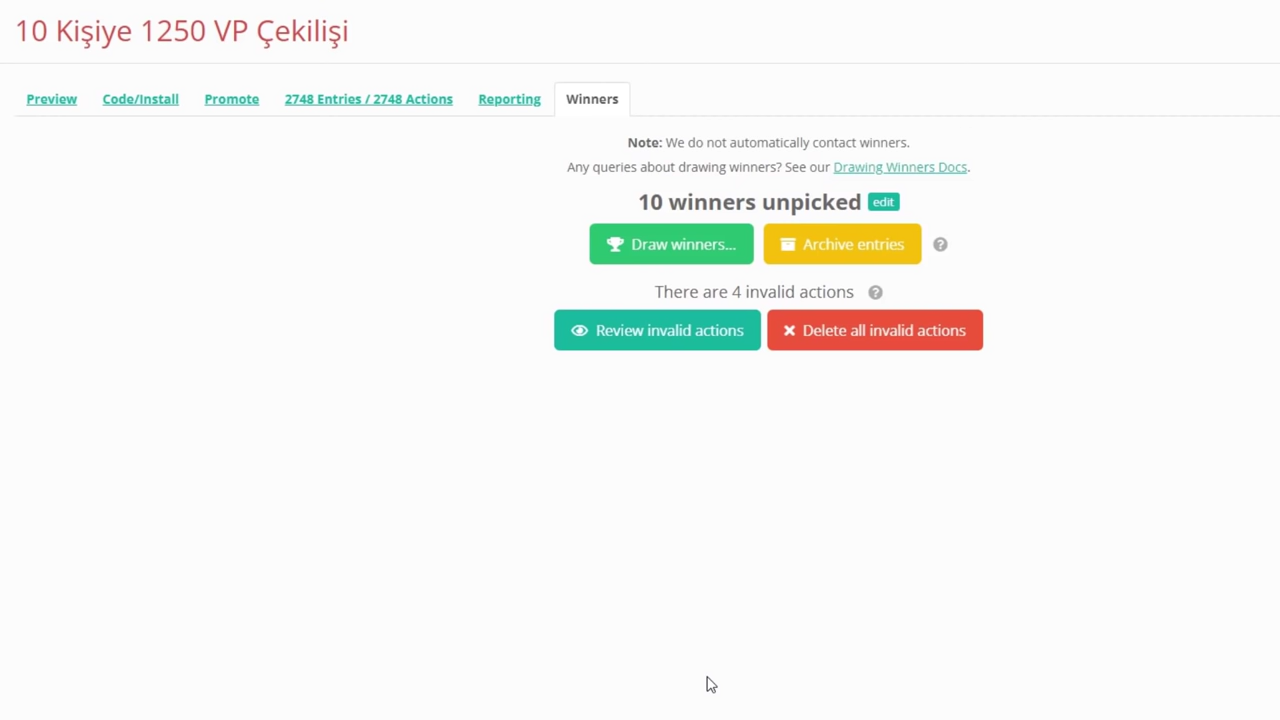 10 Kişiye 1250 VP Çekilişi
Preview Code/Install Promote 2748 Entries / 2748 Actions Reporting Winners
Note: We do not automatically contact winners.
Any queries about drawing winners? See our Drawing Winners Docs.
10 winners unpicked edit
Draw winners... Archive entries ?
There are 4 invalid actions ?
Review invalid actions Delete all invalid actions